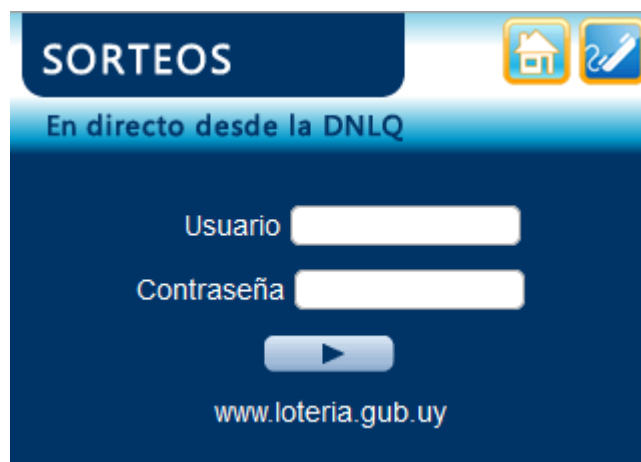 SORTEOS
En directo desde la DNLQ
Usuario
Contraseña
www.loteria.gub.uy